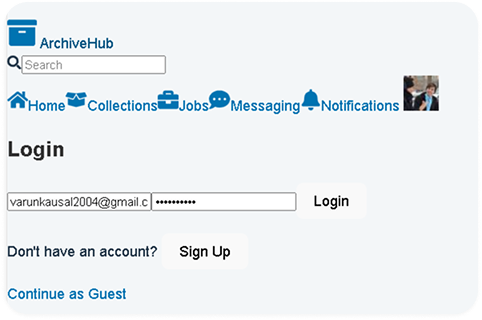 ArchiveHub
Search
Home Collections Jobs Messaging Notifications
Login
varunkausal2004@gmail.c •••••••••• Login
Don't have an account? Sign Up
Continue as Guest